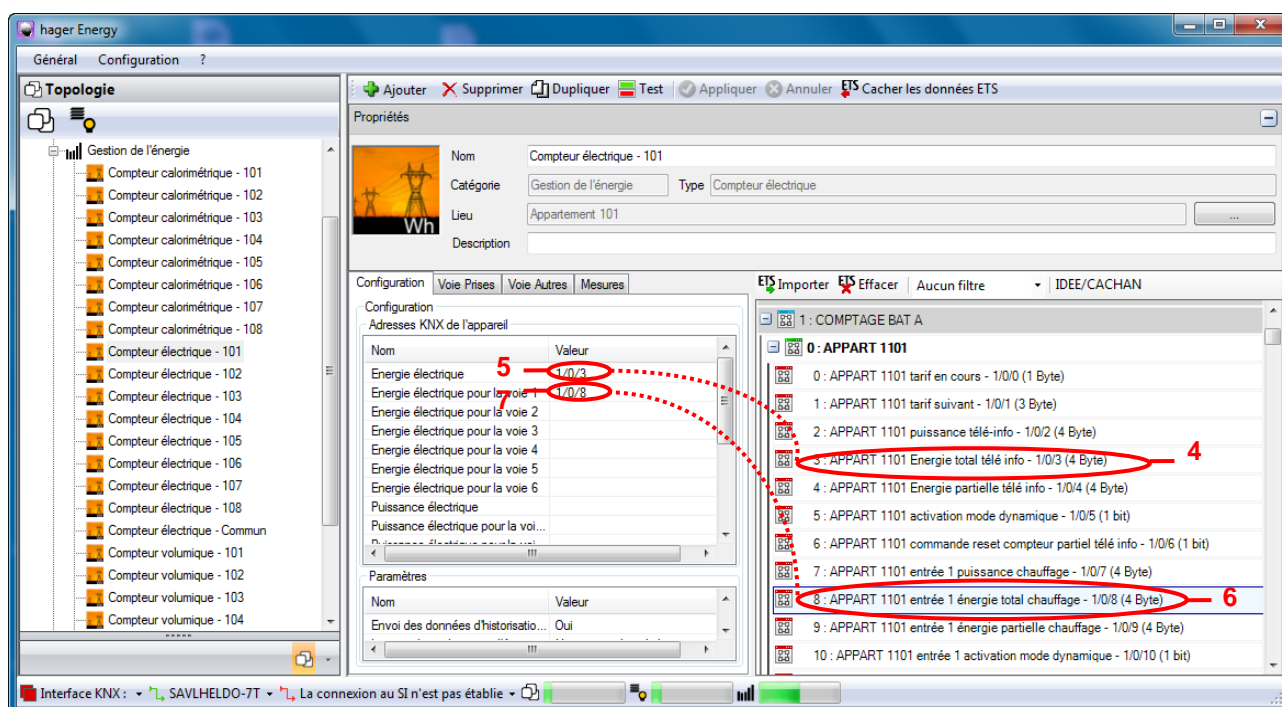 hager Energy
Général Configuration ?
Topologie
Gestion de l'énergie
Compteur calorimétrique - 101
Compteur calorimétrique - 102
Compteur calorimétrique - 103
Compteur calorimétrique - 104
Compteur calorimétrique - 105
Compteur calorimétrique - 106
Compteur calorimétrique - 107
Compteur calorimétrique - 108
Compteur électrique - 101
Compteur électrique - 102
Compteur électrique - 103
Compteur électrique - 104
Compteur électrique - 105
Compteur électrique - 106
Compteur électrique - 107
Compteur électrique - 108
Compteur électrique - Commun
Compteur volumique - 101
Compteur volumique - 102
Compteur volumique - 103
Compteur volumique - 104
Ajouter Supprimer Dupliquer Test Appliquer Annuler ETS Cacher les données ETS
Propriétés
Wh
Nom Compteur électrique - 101
Catégorie Gestion de l'énergie Type Compteur électrique
Lieu Appartement 101 ...
Description
Configuration Voie Prises Voie Autres Mesures
Configuration
Adresses KNX de l'appareil
Nom Valeur
Energie électrique 5 1/0/3
Energie électrique pour la voie 1 7 1/0/8
Energie électrique pour la voie 2
Energie électrique pour la voie 3
Energie électrique pour la voie 4
Energie électrique pour la voie 5
Energie électrique pour la voie 6
Puissance électrique
Puissance électrique pour la voi...
Paramètres
Nom Valeur
Envoi des données d'historisatio... Oui
ETS Importer ETS Effacer Aucun filtre IDEE/CACHAN
1 : COMPTAGE BAT A
0 : APPART 1101
0 : APPART 1101 tarif en cours - 1/0/0 (1 Byte)
1 : APPART 1101 tarif suivant - 1/0/1 (3 Byte)
2 : APPART 1101 puissance télé-info - 1/0/2 (4 Byte)
3 : APPART 1101 Energie total télé info - 1/0/3 (4 Byte) 4
4 : APPART 1101 Energie partielle télé info - 1/0/4 (4 Byte)
5 : APPART 1101 activation mode dynamique - 1/0/5 (1 bit)
6 : APPART 1101 commande reset compteur partiel télé info - 1/0/6 (1 bit)
7 : APPART 1101 entrée 1 puissance chauffage - 1/0/7 (4 Byte)
8 : APPART 1101 entrée 1 énergie total chauffage - 1/0/8 (4 Byte) 6
9 : APPART 1101 entrée 1 énergie partielle chauffage - 1/0/9 (4 Byte)
10 : APPART 1101 entrée 1 activation mode dynamique - 1/0/10 (1 bit)
Interface KNX : SAVLHELDO-7T La connexion au SI n'est pas établie